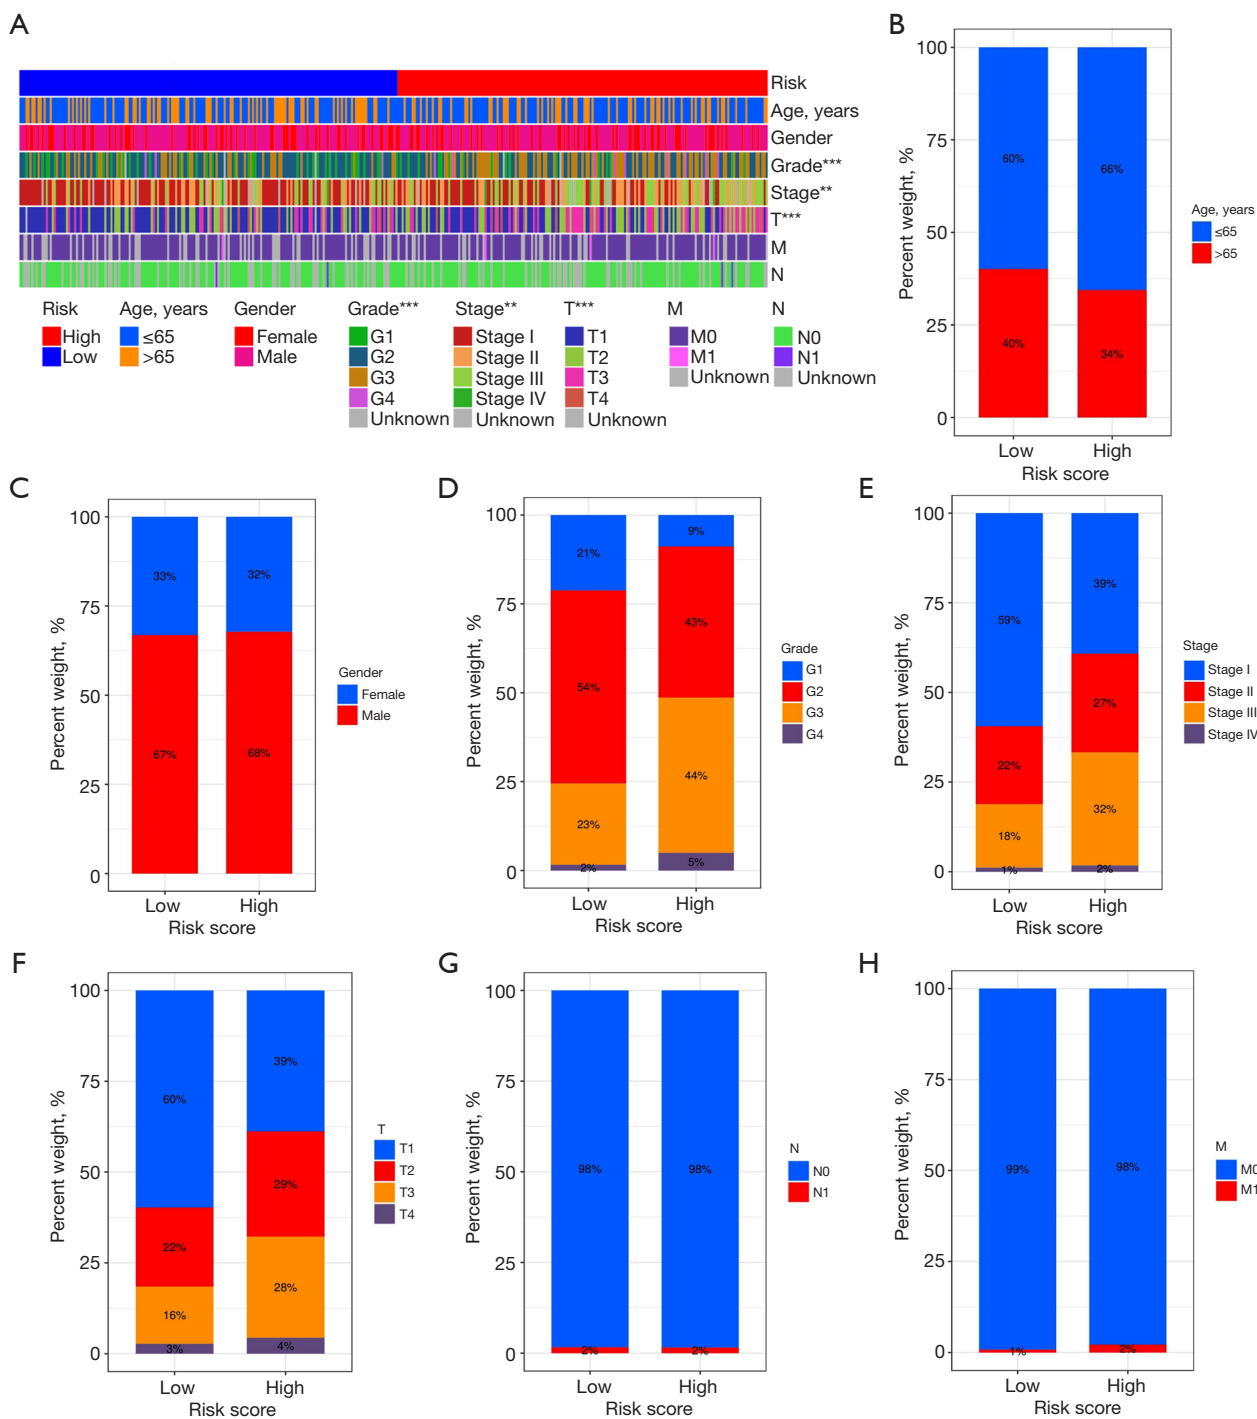 A
Risk
Age, years
Gender
Grade***
Stage**
T***
M
N
Risk
High
Low
Age, years
≤65
>65
Gender
Female
Male
Grade***
G1
G2
G3
G4
Unknown
Stage**
Stage I
Stage II
Stage III
Stage IV
Unknown
T***
T1
T2
T3
T4
Unknown
M
M0
M1
Unknown
N
N0
N1
Unknown
B
Percent weight, %
100
75
50
25
0
60%
40%
66%
34%
Low High
Risk score
Age, years
≤65
>65
C
Percent weight, %
100
75
50
25
0
33%
67%
32%
68%
Low High
Risk score
Gender
Female
Male
D
Percent weight, %
100
75
50
25
0
21%
54%
23%
2%
9%
43%
44%
5%
Low High
Risk score
Grade
G1
G2
G3
G4
E
Percent weight, %
100
75
50
25
0
59%
22%
18%
1%
39%
27%
32%
2%
Low High
Risk score
Stage
Stage I
Stage II
Stage III
Stage IV
F
Percent weight, %
100
75
50
25
0
60%
22%
16%
3%
39%
29%
28%
4%
Low High
Risk score
T
T1
T2
T3
T4
G
Percent weight, %
100
75
50
25
0
98%
2%
98%
2%
Low High
Risk score
N
N0
N1
H
Percent weight, %
100
75
50
25
0
99%
1%
98%
2%
Low High
Risk score
M
M0
M1